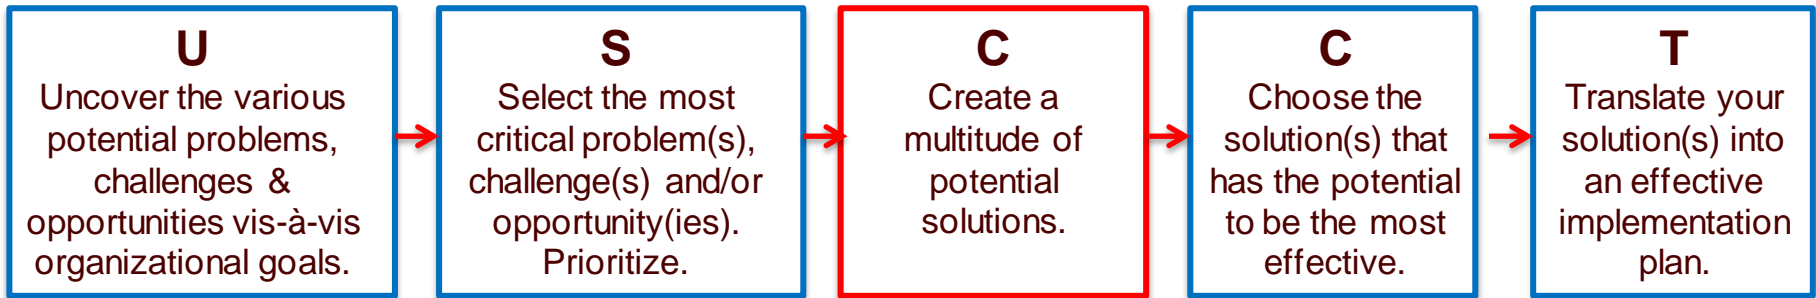 U
Uncover the various
potential problems,
challenges &
opportunities vis-à-vis
organizational goals.
S
Select the most
critical problem(s),
challenge(s) and/or
opportunity(ies).
Prioritize.
C
Create a
multitude of
potential
solutions.
C
Choose the
solution(s) that
has the potential
to be the most
effective.
T
Translate your
solution(s) into
an effective
implementation
plan.